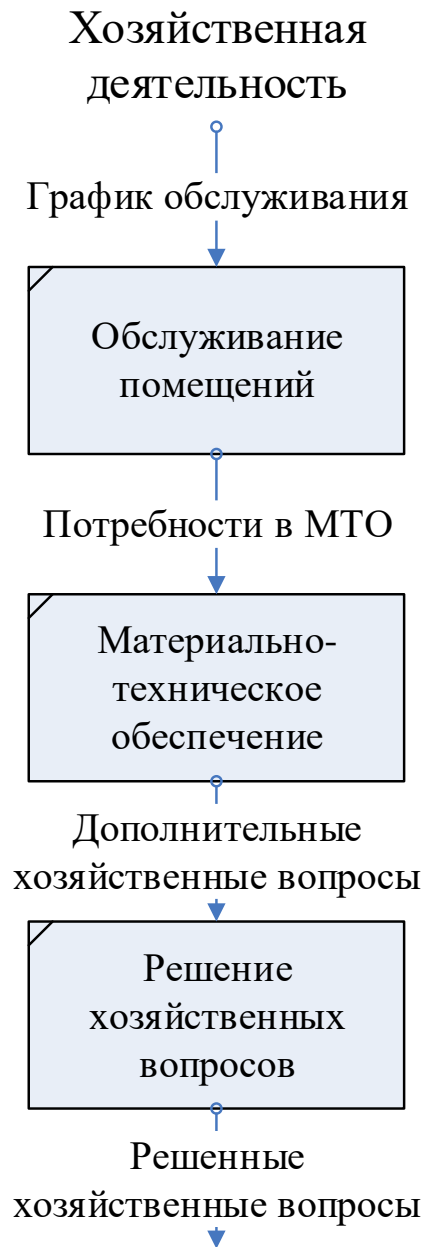 Хозяйственная
деятельность
График обслуживания
Обслуживание
помещений
Потребности в МТО
Материально-
техническое
обеспечение
Дополнительные
хозяйственные вопросы
Решение
хозяйственных
вопросов
Решенные
хозяйственные вопросы